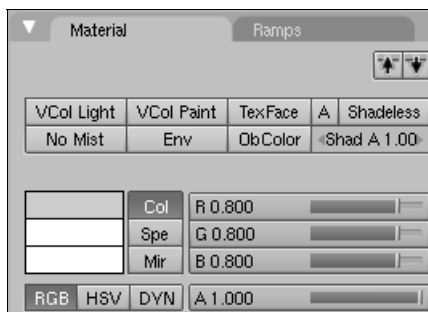 Material Ramps
VCol Light VCol Paint TexFace A Shadeless
No Mist Env ObColor Shad A 1.00
Col R 0.800
Spe G 0.800
Mir B 0.800
RGB HSV DYN A 1.000